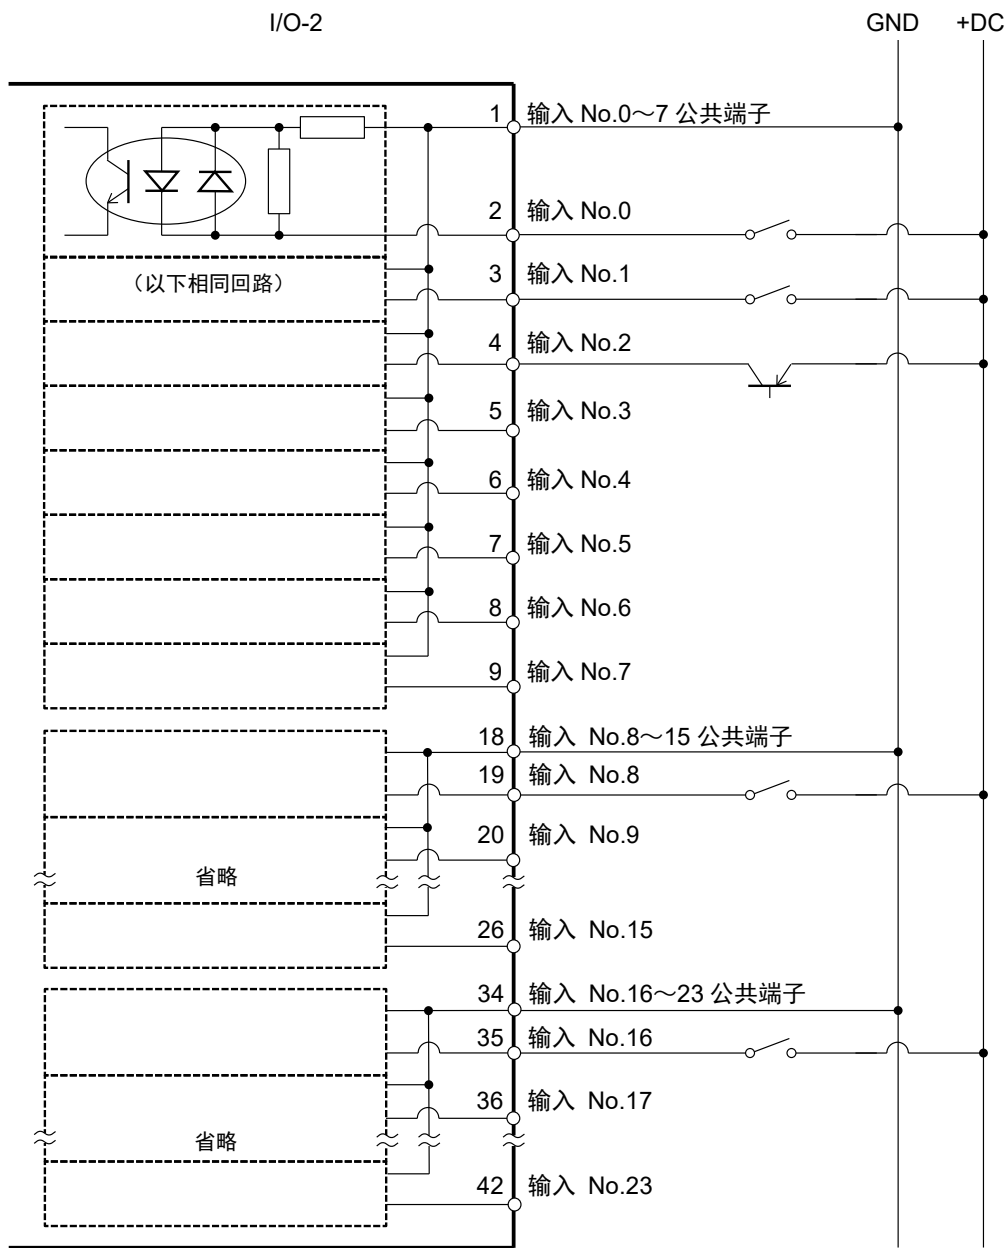 I/O-2 GND +DC
1 输入 No.0~7 公共端子
2 输入 No.0
(以下相同回路) 3 输入 No.1
4 输入 No.2
5 输入 No.3
6 输入 No.4
7 输入 No.5
8 输入 No.6
9 输入 No.7
18 输入 No.8~15 公共端子
19 输入 No.8
20 输入 No.9
省略
26 输入 No.15
34 输入 No.16~23 公共端子
35 输入 No.16
36 输入 No.17
省略
42 输入 No.23